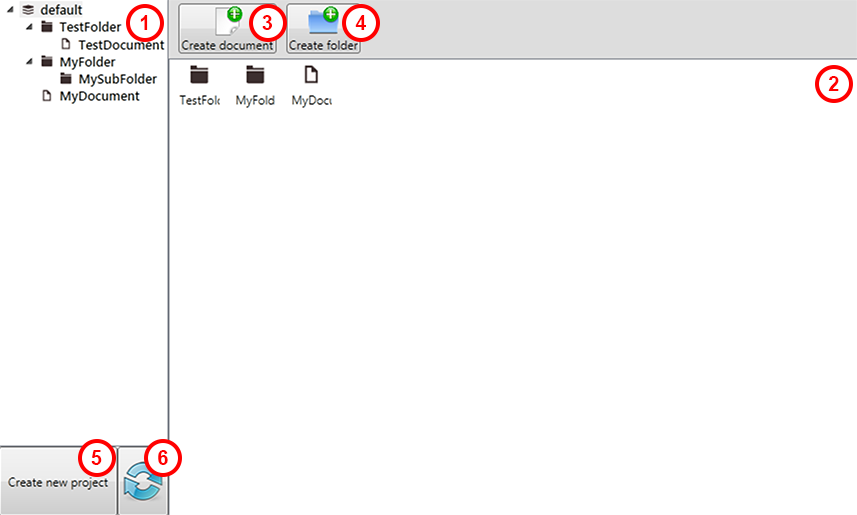 default
TestFolder
TestDocument
MyFolder
MySubFolder
MyDocument
1
Create document
3
Create folder
4
TestFolc
MyFold
MyDocu
2
Create new project
5
6